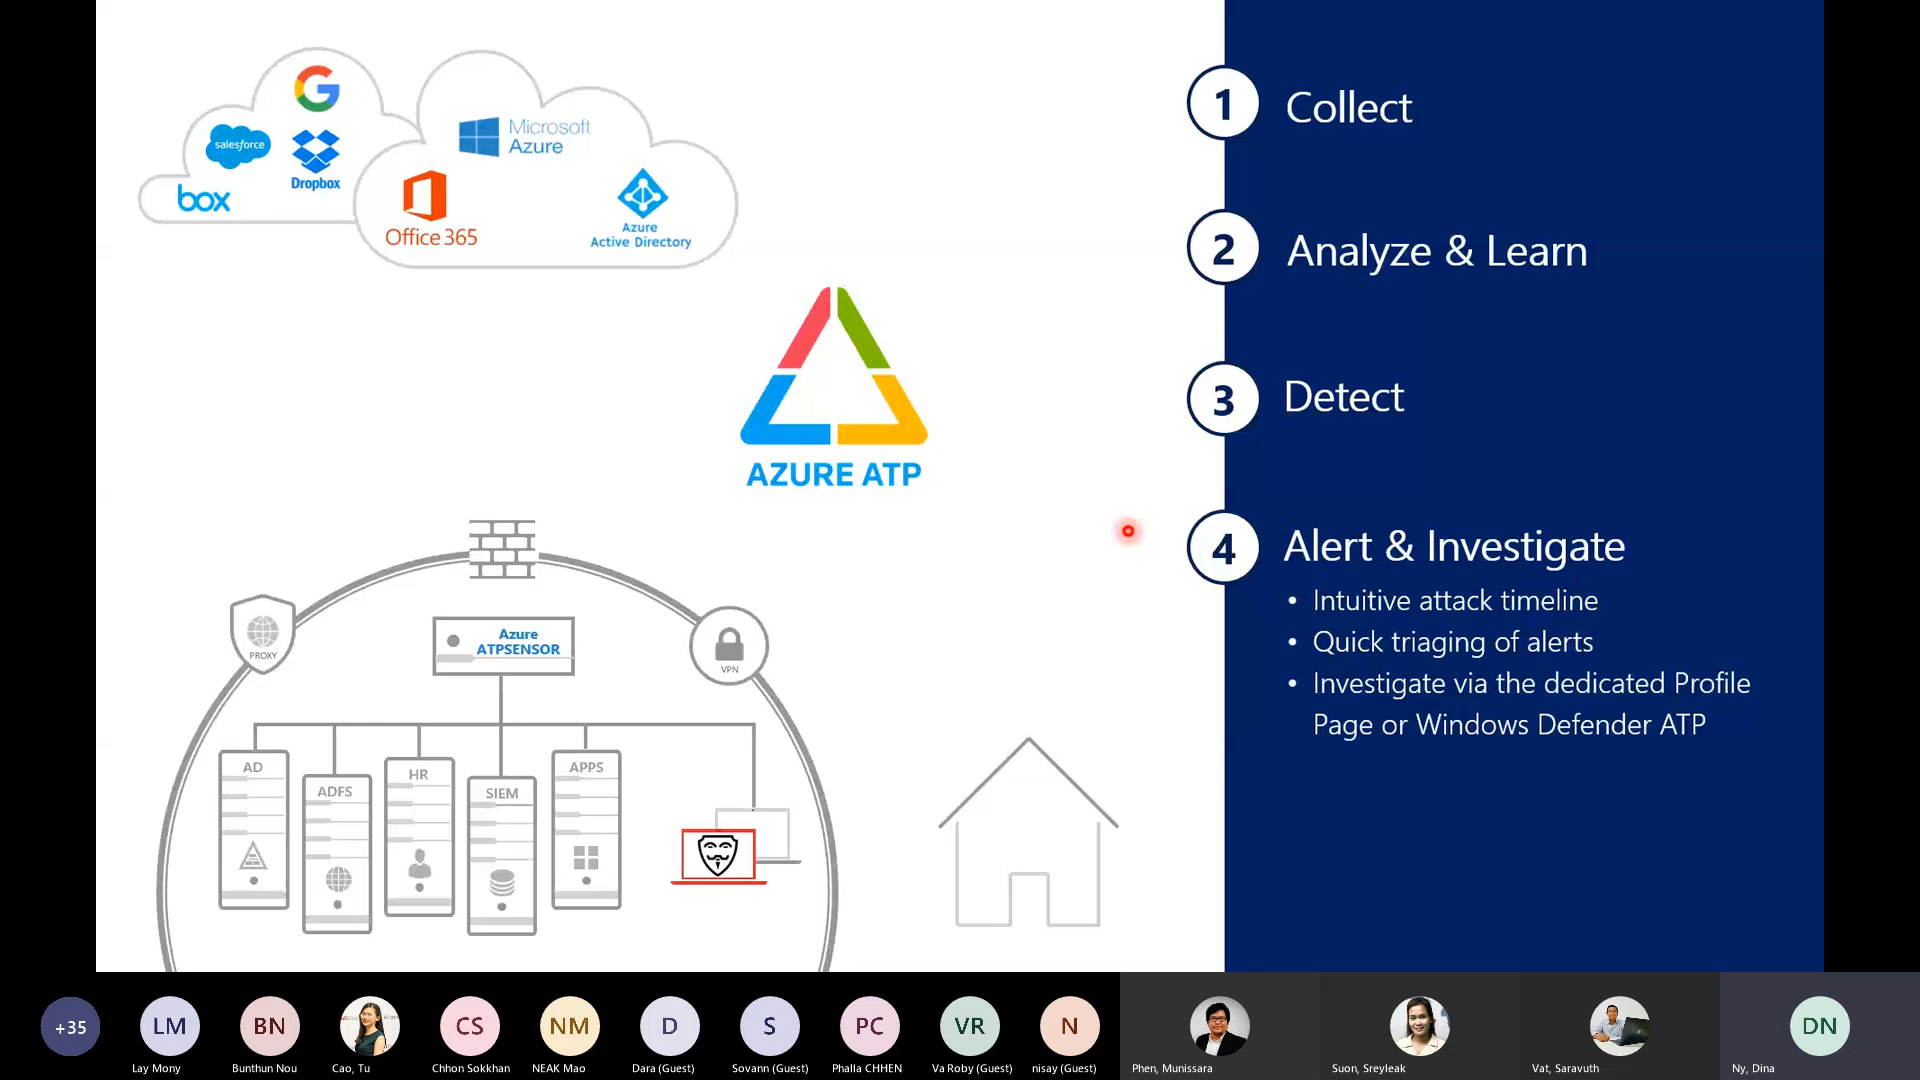 salesforce
Dropbox
box
Microsoft
Azure
Office 365
Azure
Active Directory
AZURE ATP
PROXY
Azure
ATPSENSOR
VPN
AD
ADFS
HR
SIEM
APPS
1 Collect
2 Analyze & Learn
3 Detect
4 Alert & Investigate
• Intuitive attack timeline
• Quick triaging of alerts
• Investigate via the dedicated Profile
Page or Windows Defender ATP
+35
LM
BN
CS
NM
D
S
PC
VR
N
DN
Lay Mony
Bunthun Nou
Cao, Tu
Chhon Sokkhan
NEAK Mao
Dara (Guest)
Sovann (Guest)
Phalla CHHEN
Va Roby (Guest)
nisay (Guest)
Phen, Munissara
Suon, Sreyleak
Vat, Saravuth
Ny, Dina